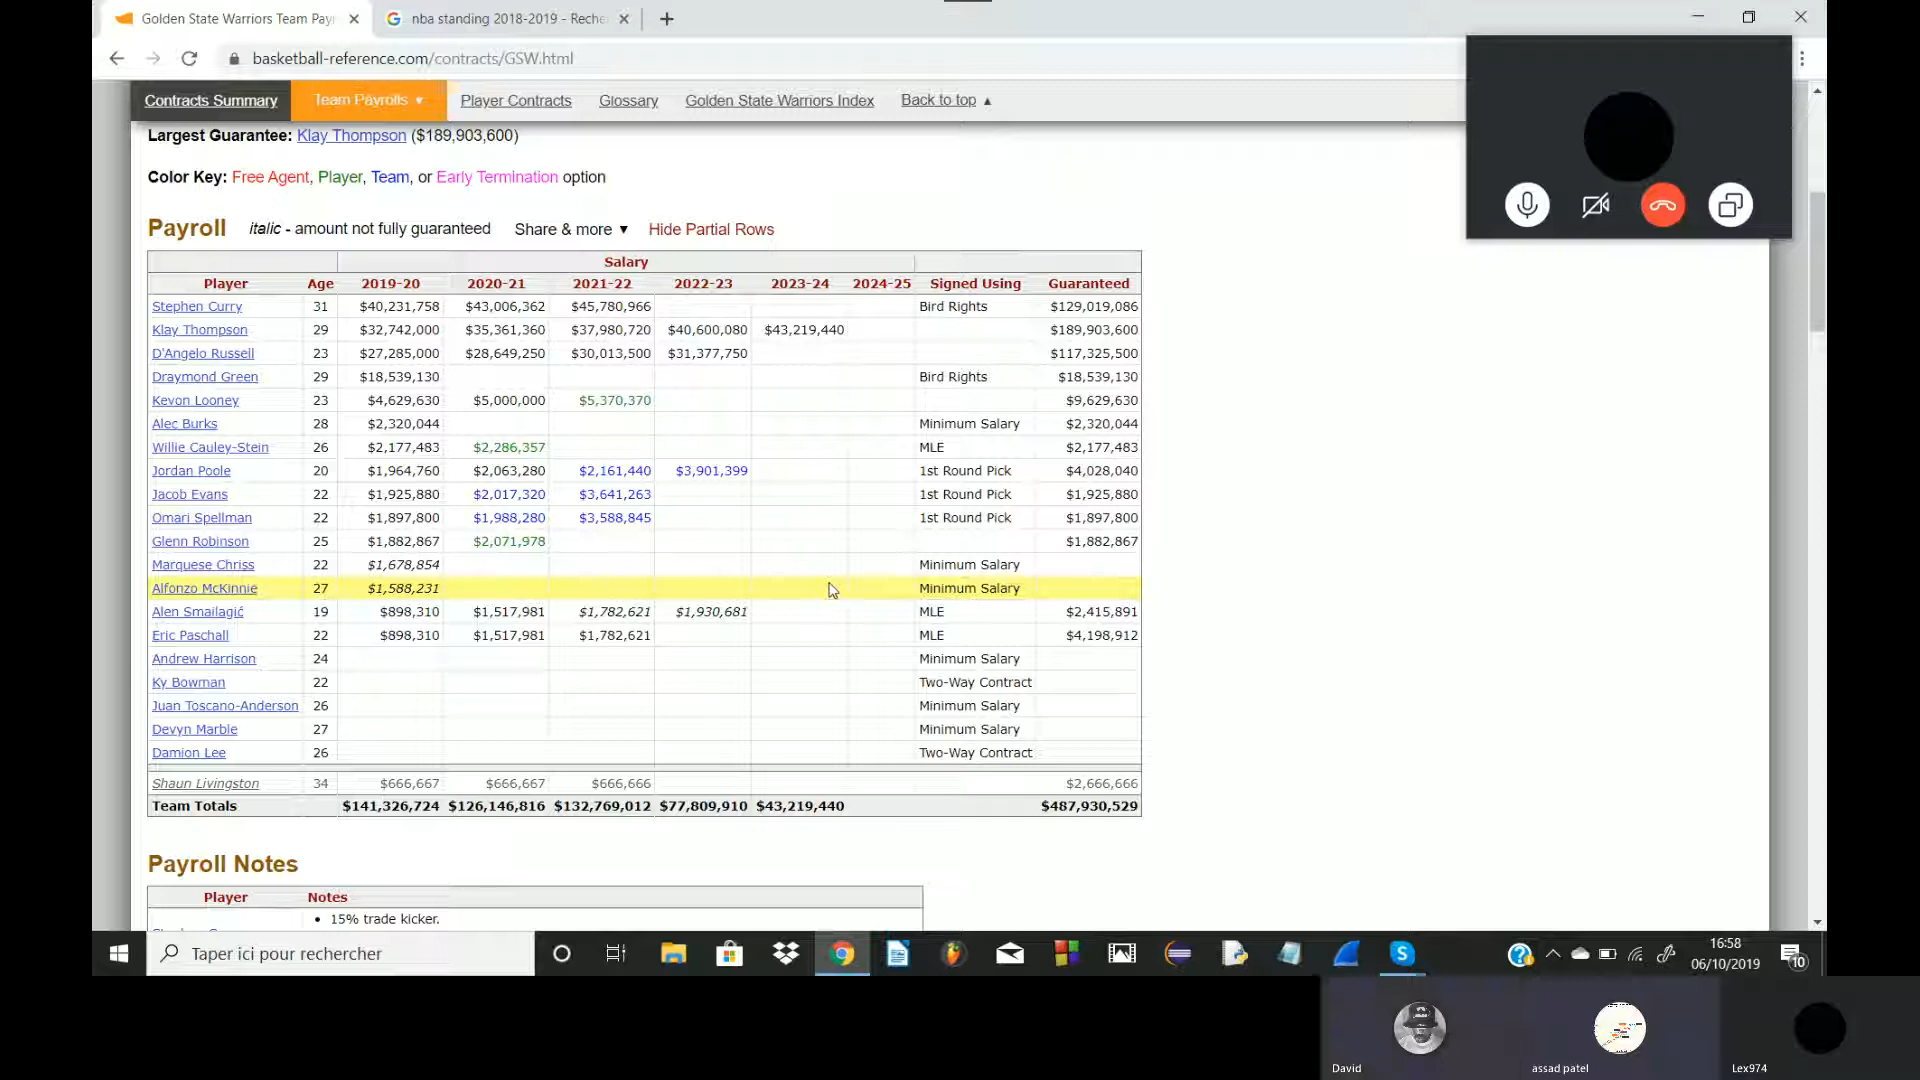 Golden State Warriors Team Payr
nba standing 2018-2019 - Reche
basketball-reference.com/contracts/GSW.html
Contracts Summary Team Payrolls ▼ Player Contracts Glossary Golden State Warriors Index Back to top ▲
Largest Guarantee: Klay Thompson ($189,903,600)
Color Key: Free Agent, Player, Team, or Early Termination option
Payroll italic - amount not fully guaranteed Share & more ▼ Hide Partial Rows
Salary
Player Age 2019-20 2020-21 2021-22 2022-23 2023-24 2024-25 Signed Using Guaranteed
Stephen Curry 31 $40,231,758 $43,006,362 $45,780,966 Bird Rights $129,019,086
Klay Thompson 29 $32,742,000 $35,361,360 $37,980,720 $40,600,080 $43,219,440 $189,903,600
D'Angelo Russell 23 $27,285,000 $28,649,250 $30,013,500 $31,377,750 $117,325,500
Draymond Green 29 $18,539,130 Bird Rights $18,539,130
Kevon Looney 23 $4,629,630 $5,000,000 $5,370,370 $9,629,630
Alec Burks 28 $2,320,044 Minimum Salary $2,320,044
Willie Cauley-Stein 26 $2,177,483 $2,286,357 MLE $2,177,483
Jordan Poole 20 $1,964,760 $2,063,280 $2,161,440 $3,901,399 1st Round Pick $4,028,040
Jacob Evans 22 $1,925,880 $2,017,320 $3,641,263 1st Round Pick $1,925,880
Omari Spellman 22 $1,897,800 $1,988,280 $3,588,845 1st Round Pick $1,897,800
Glenn Robinson 25 $1,882,867 $2,071,978 $1,882,867
Marquese Chriss 22 $1,678,854 Minimum Salary
Alfonzo McKinnie 27 $1,588,231 Minimum Salary
Alen Smailagić 19 $898,310 $1,517,981 $1,782,621 $1,930,681 MLE $2,415,891
Eric Paschall 22 $898,310 $1,517,981 $1,782,621 MLE $4,198,912
Andrew Harrison 24 Minimum Salary
Ky Bowman 22 Two-Way Contract
Juan Toscano-Anderson 26 Minimum Salary
Devyn Marble 27 Minimum Salary
Damion Lee 26 Two-Way Contract
Shaun Livingston 34 $666,667 $666,667 $666,666 $2,666,666
Team Totals $141,326,724 $126,146,816 $132,769,012 $77,809,910 $43,219,440 $487,930,529
Payroll Notes
Player Notes
• 15% trade kicker.
Taper ici pour rechercher
16:58
06/10/2019
10
David assad patel Lex974